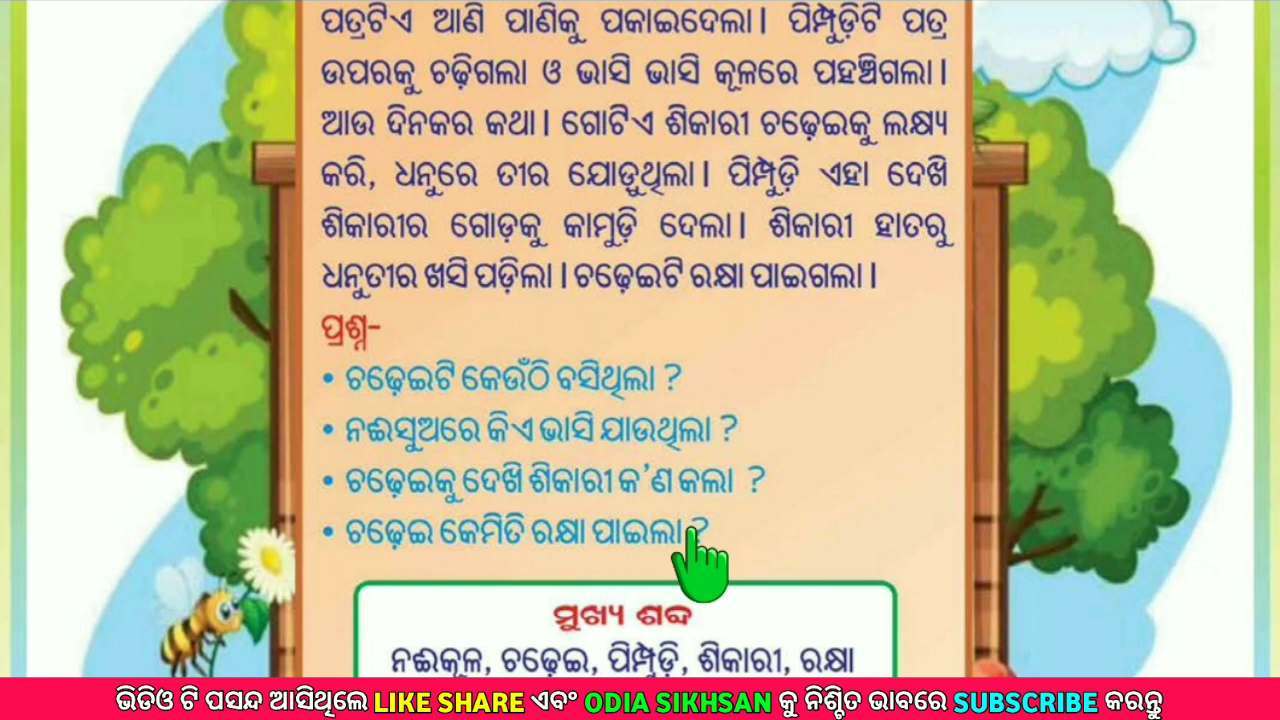 ପତ୍ରଟିଏ ଆଣି ପାଣିକୁ ପକାଇଦେଲା। ପିମ୍ପୁଡ଼ିଟି ପତ୍ର
ଉପରକୁ ଚଢ଼ିଗଲା ଓ ଭାସି ଭାସି କୂଳରେ ପହଞ୍ଚିଗଲା।
ଆଉ ଦିନକର କଥା। ଗୋଟିଏ ଶିକାରୀ ଚଢ଼େଇକୁ ଲକ୍ଷ୍ୟ
କରି, ଧନୁରେ ତୀର ଯୋଡ଼ୁଥିଲା। ପିମ୍ପୁଡ଼ି ଏହା ଦେଖି
ଶିକାରୀର ଗୋଡ଼କୁ କାମୁଡ଼ି ଦେଲା। ଶିକାରୀ ହାତରୁ
ଧନୁତୀର ଖସି ପଡ଼ିଲା । ଚଢ଼େଇଟି ରକ୍ଷା ପାଇଗଲା ।
ପ୍ରଶ୍ନ-
• ଚଢ଼େଇଟି କେଉଁଠି ବସିଥିଲା ?
• ନଈସୁଅରେ କିଏ ଭାସି ଯାଉଥିଲା ?
• ଚଢ଼େଇକୁ ଦେଖି ଶିକାରୀ କ'ଣ କଲା ?
• ଚଢ଼େଇ କେମିତି ରକ୍ଷା ପାଇଲା ?
ମୁଖ୍ୟ ଶବ୍ଦ
ନଈକୂଳ, ଚଢ଼େଇ, ପିମ୍ପୁଡ଼ି, ଶିକାରୀ, ରକ୍ଷା
ଭିଡିଓ ଟି ପସନ୍ଦ ଆସିଥିଲେ LIKE SHARE ଏବଂ ODIA SIKHSAN କୁ ନିଶ୍ଚିତ ଭାବରେ SUBSCRIBE କରନ୍ତୁ